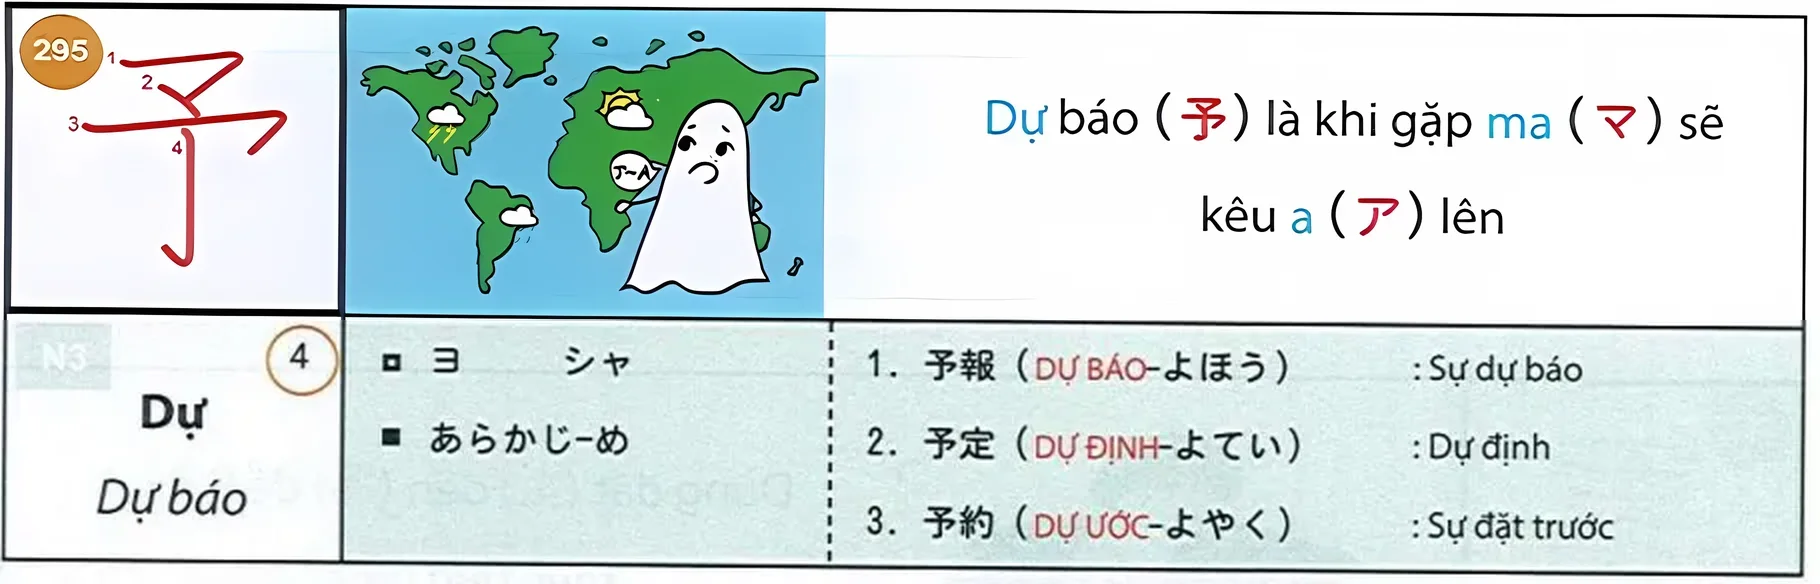 295
1
2
3
4
予
Dự báo (予) là khi gặp ma (マ) sẽ
kêu a (ア) lên
N3
4
Dự
Dự báo
ヨ シャ
あらかじ-め
1. 予報 (DỰ BÁO-よほう) : Sự dự báo
2. 予定 (DỰ ĐỊNH-よてい) : Dự định
3. 予約 (DỰ ƯỚC-よやく) : Sự đặt trước